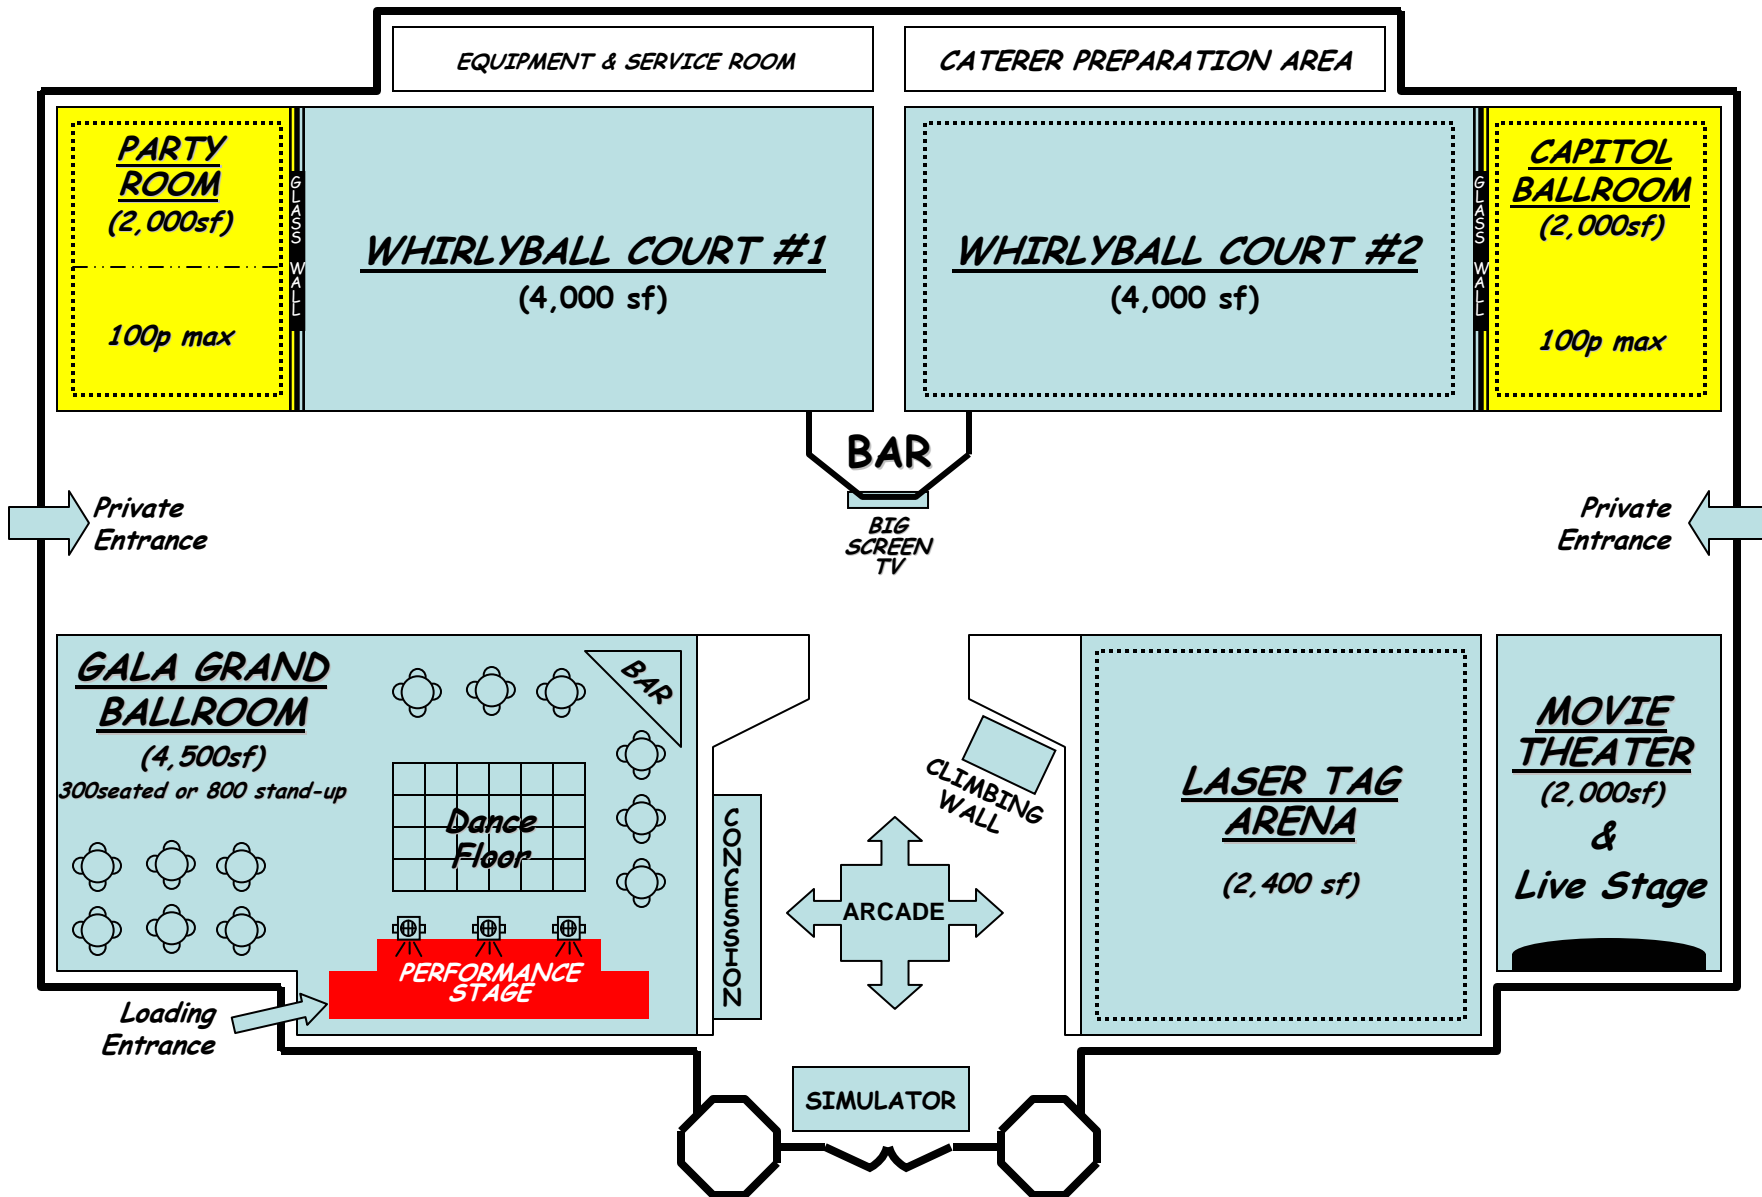 EQUIPMENT & SERVICE ROOM
CATERER PREPARATION AREA
PARTY
ROOM
(2,000sf)
100p max
GLASS WALL
WHIRLYBALL COURT #1
(4,000 sf)
WHIRLYBALL COURT #2
(4,000 sf)
GLASS WALL
CAPITOL
BALLROOM
(2,000sf)
100p max
BAR
BIG
SCREEN
TV
Private
Entrance
Private
Entrance
GALA GRAND
BALLROOM
(4,500sf)
300seated or 800 stand-up
BAR
Dance
Floor
PERFORMANCE
STAGE
Loading
Entrance
CONCESSION
CLIMBING
WALL
ARCADE
LASER TAG
ARENA
(2,400 sf)
MOVIE
THEATER
(2,000sf)
&
Live Stage
SIMULATOR